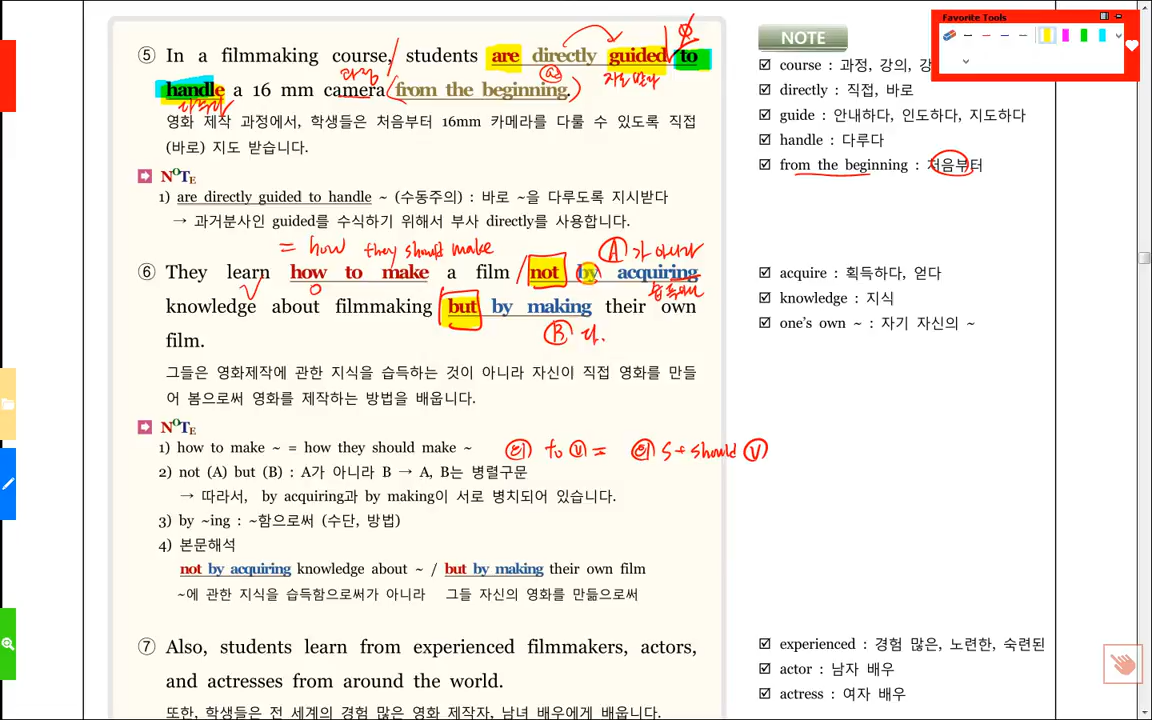 Favorite Tools
NOTE
⑤ In a filmmaking course, students are directly guided to
handle a 16 mm camera (from the beginning.)
과정
지도 받다
다루다
영화 제작 과정에서, 학생들은 처음부터 16mm 카메라를 다룰 수 있도록 직접
(바로) 지도 받습니다.
NOTE
1) are directly guided to handle ~ (수동주의) : 바로 ~을 다루도록 지시받다
→ 과거분사인 guided를 수식하기 위해서 부사 directly를 사용합니다.
☑ course : 과정, 강의, 강
☑ directly : 직접, 바로
☑ guide : 안내하다, 인도하다, 지도하다
☑ handle : 다루다
☑ from the beginning : 처음부터
= how they should make
Ⓐ가 아니라
⑥ They learn how to make a film / not by acquiring
knowledge about filmmaking but by making their own
film.
Ⓑ 다.
그들은 영화제작에 관한 지식을 습득하는 것이 아니라 자신이 직접 영화를 만들
어 봄으로써 영화를 제작하는 방법을 배웁니다.
☑ acquire : 획득하다, 얻다
☑ knowledge : 지식
☑ one's own ~ : 자기 자신의 ~
NOTE
1) how to make ~ = how they should make ~
의 to Ⓥ = 의 S + should Ⓥ
2) not (A) but (B) : A가 아니라 B → A, B는 병렬구문
→ 따라서, by acquiring과 by making이 서로 병치되어 있습니다.
3) by ~ing : ~함으로써 (수단, 방법)
4) 본문해석
not by acquiring knowledge about ~ / but by making their own film
~에 관한 지식을 습득함으로써가 아니라 그들 자신의 영화를 만듦으로써
⑦ Also, students learn from experienced filmmakers, actors,
and actresses from around the world.
또한, 학생들은 전 세계의 경험 많은 영화 제작자, 남녀 배우에게 배웁니다.
☑ experienced : 경험 많은, 노련한, 숙련된
☑ actor : 남자 배우
☑ actress : 여자 배우